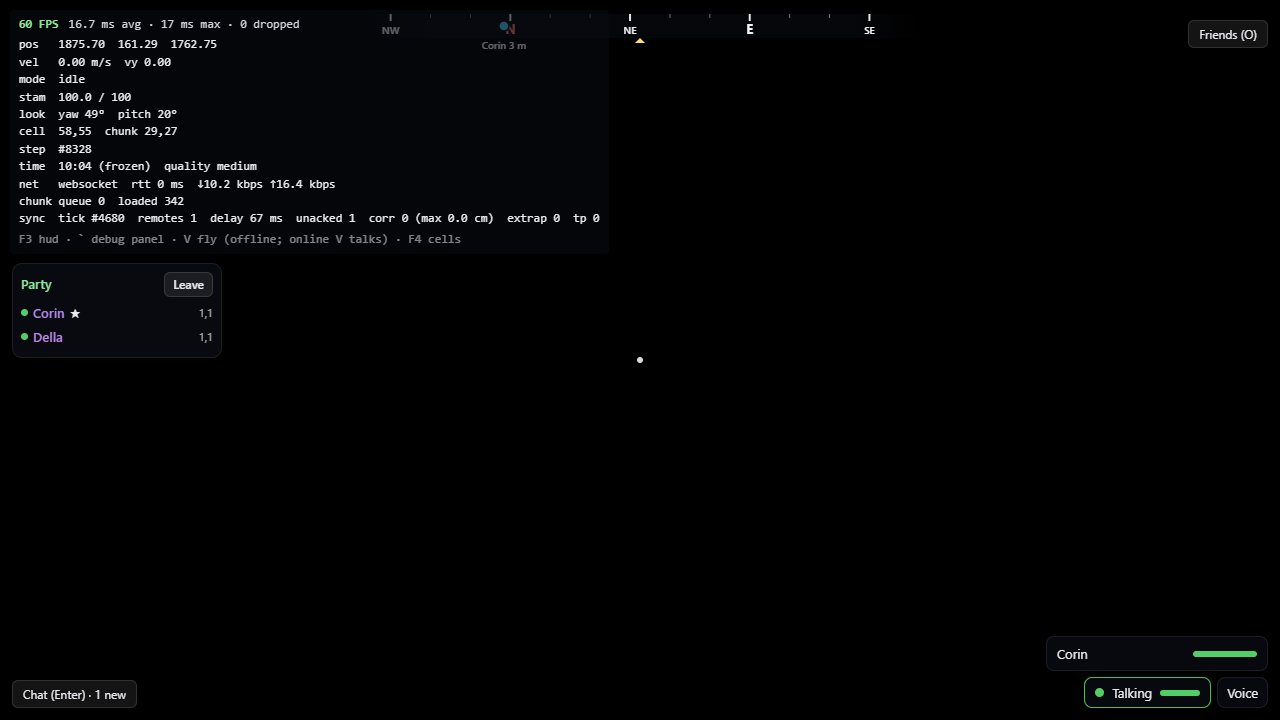 60 FPS 16.7 ms avg · 17 ms max · 0 dropped
pos 1875.70 161.29 1762.75
vel 0.00 m/s vy 0.00
mode idle
stam 100.0 / 100
look yaw 49° pitch 20°
cell 58,55 chunk 29,27
step #8328
time 10:04 (frozen) quality medium
net websocket rtt 0 ms ↓10.2 kbps ↑16.4 kbps
chunk queue 0 loaded 342
sync tick #4680 remotes 1 delay 67 ms unacked 1 corr 0 (max 0.0 cm) extrap 0 tp 0
F3 hud · ` debug panel · V fly (offline; online V talks) · F4 cells
NW N NE E SE
Corin 3 m
Friends (O)
Party Leave
Corin ★ 1,1
Della 1,1
Corin
Talking Voice
Chat (Enter) · 1 new